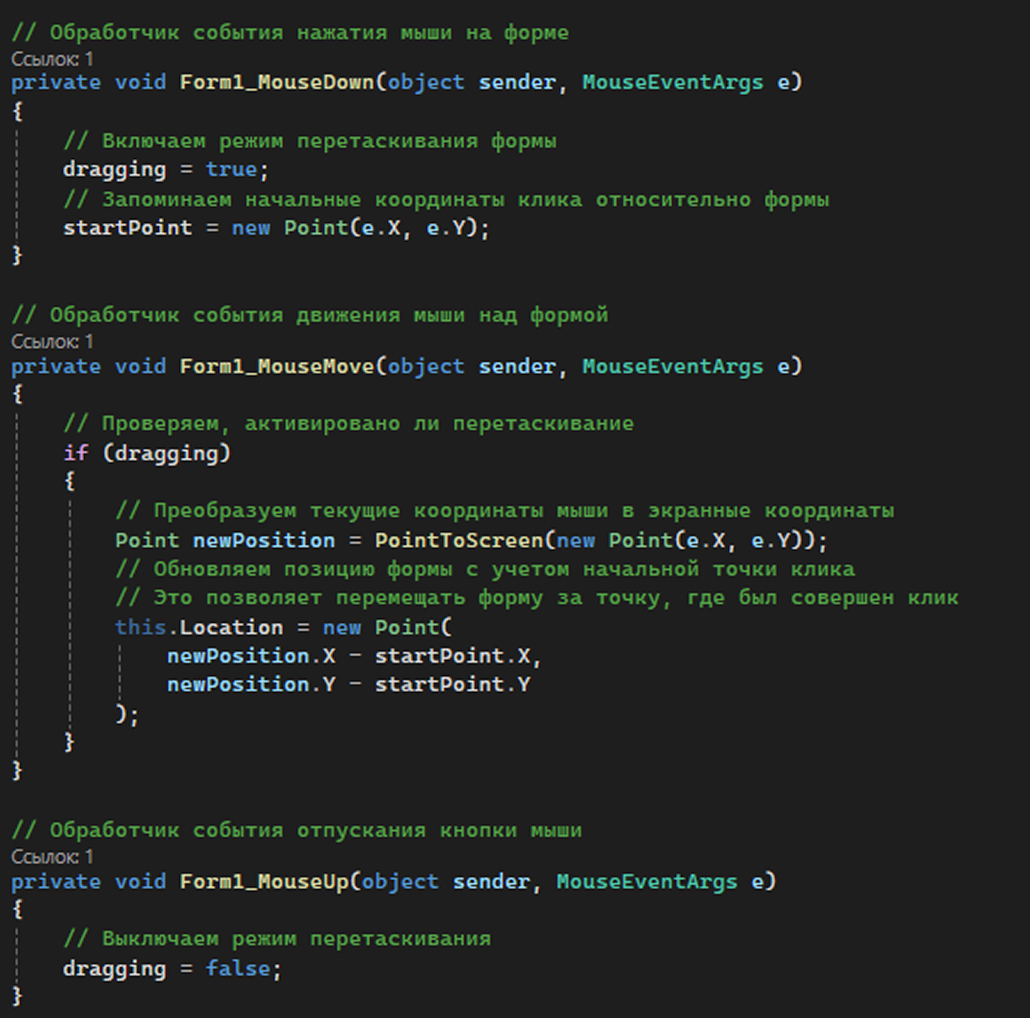 // Обработчик события нажатия мыши на форме
Ссылок: 1
private void Form1_MouseDown(object sender, MouseEventArgs e)
{
// Включаем режим перетаскивания формы
dragging = true;
// Запоминаем начальные координаты клика относительно формы
startPoint = new Point(e.X, e.Y);
}
// Обработчик события движения мыши над формой
Ссылок: 1
private void Form1_MouseMove(object sender, MouseEventArgs e)
{
// Проверяем, активировано ли перетаскивание
if (dragging)
{
// Преобразуем текущие координаты мыши в экранные координаты
Point newPosition = PointToScreen(new Point(e.X, e.Y));
// Обновляем позицию формы с учетом начальной точки клика
// Это позволяет перемещать форму за точку, где был совершен клик
this.Location = new Point(
newPosition.X - startPoint.X,
newPosition.Y - startPoint.Y
);
}
}
// Обработчик события отпускания кнопки мыши
Ссылок: 1
private void Form1_MouseUp(object sender, MouseEventArgs e)
{
// Выключаем режим перетаскивания
dragging = false;
}